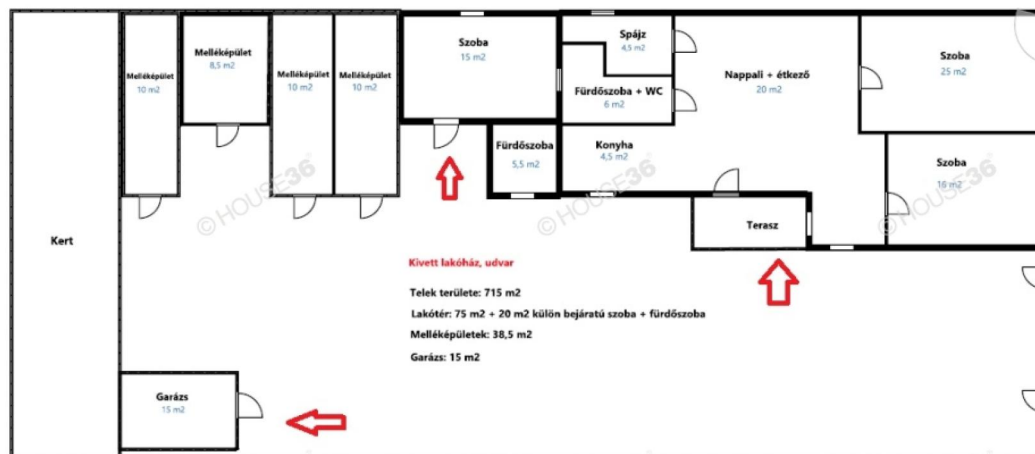 Melléképület
10 m2
Melléképület
8,5 m2
Melléképület
10 m2
Melléképület
10 m2
Szoba
15 m2
Spájz
4,5 m2
Fürdőszoba + WC
6 m2
Nappali + étkező
20 m2
Szoba
25 m2
Fürdőszoba
5,5 m2
Konyha
4,5 m2
Szoba
16 m2
© HOUSE36
© HOUSE36
© HOUSE36
Terasz
Kert
Kivett lakóház, udvar
Telek területe: 715 m2
Lakótér: 75 m2 + 20 m2 külön bejáratú szoba + fürdőszoba
Melléképületek: 38,5 m2
Garázs: 15 m2
Garázs
15 m2